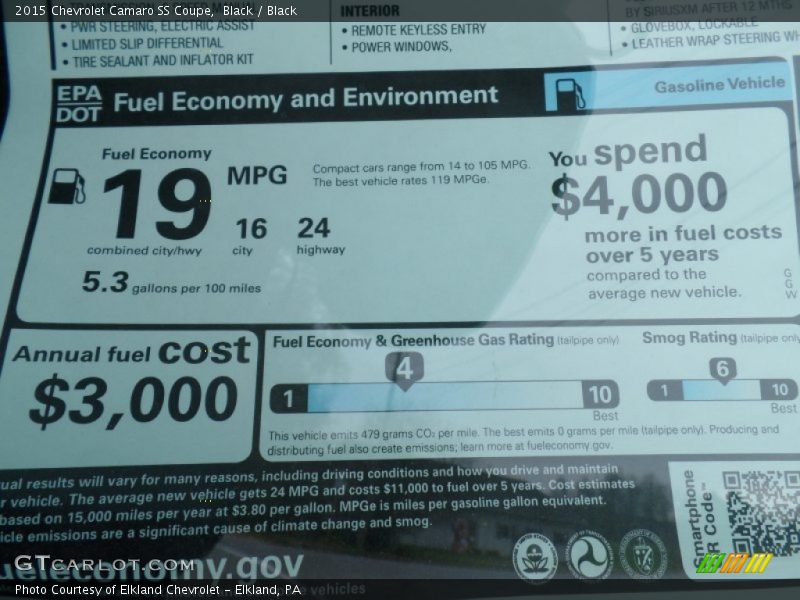 2015 Chevrolet Camaro SS Coupe, Black / Black
• PWR STEERING, ELECTRIC ASSIST
• LIMITED SLIP DIFFERENTIAL
• TIRE SEALANT AND INFLATOR KIT
INTERIOR
• REMOTE KEYLESS ENTRY
• POWER WINDOWS,
BY SIRIUSXM AFTER 12 MTHS
• GLOVEBOX, LOCKABLE
• LEATHER WRAP STEERING WH
EPA
DOT
Fuel Economy and Environment
Gasoline Vehicle
Fuel Economy
19 MPG
combined city/hwy
16
city
24
highway
5.3 gallons per 100 miles
Compact cars range from 14 to 105 MPG.
The best vehicle rates 119 MPGe.
You spend
$4,000
more in fuel costs
over 5 years
compared to the
average new vehicle.
G
G
W
Annual fuel cost
$3,000
Fuel Economy & Greenhouse Gas Rating (tailpipe only)
4
1 10
Best
Smog Rating (tailpipe only)
6
1 10
Best
This vehicle emits 479 grams CO₂ per mile. The best emits 0 grams per mile (tailpipe only). Producing and
distributing fuel also create emissions; learn more at fueleconomy.gov.
ual results will vary for many reasons, including driving conditions and how you drive and maintain
r vehicle. The average new vehicle gets 24 MPG and costs $11,000 to fuel over 5 years. Cost estimates
based on 15,000 miles per year at $3.80 per gallon. MPGe is miles per gasoline gallon equivalent.
icle emissions are a significant cause of climate change and smog.
ueleconomy.gov
Smartphone
QR Code™
GTcarlot.com
vehicles
Photo Courtesy of Elkland Chevrolet - Elkland, PA